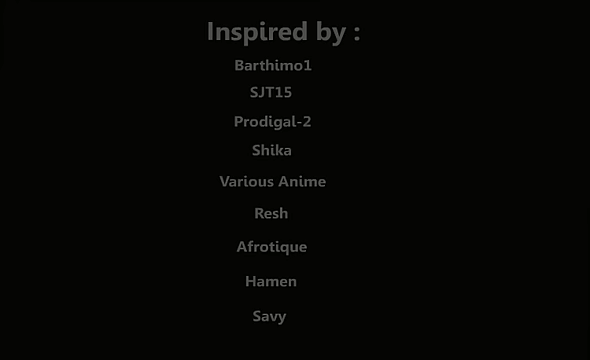 Inspired by :
Barthimo1
SJT15
Prodigal-2
Shika
Various Anime
Resh
Afrotique
Hamen
Savy